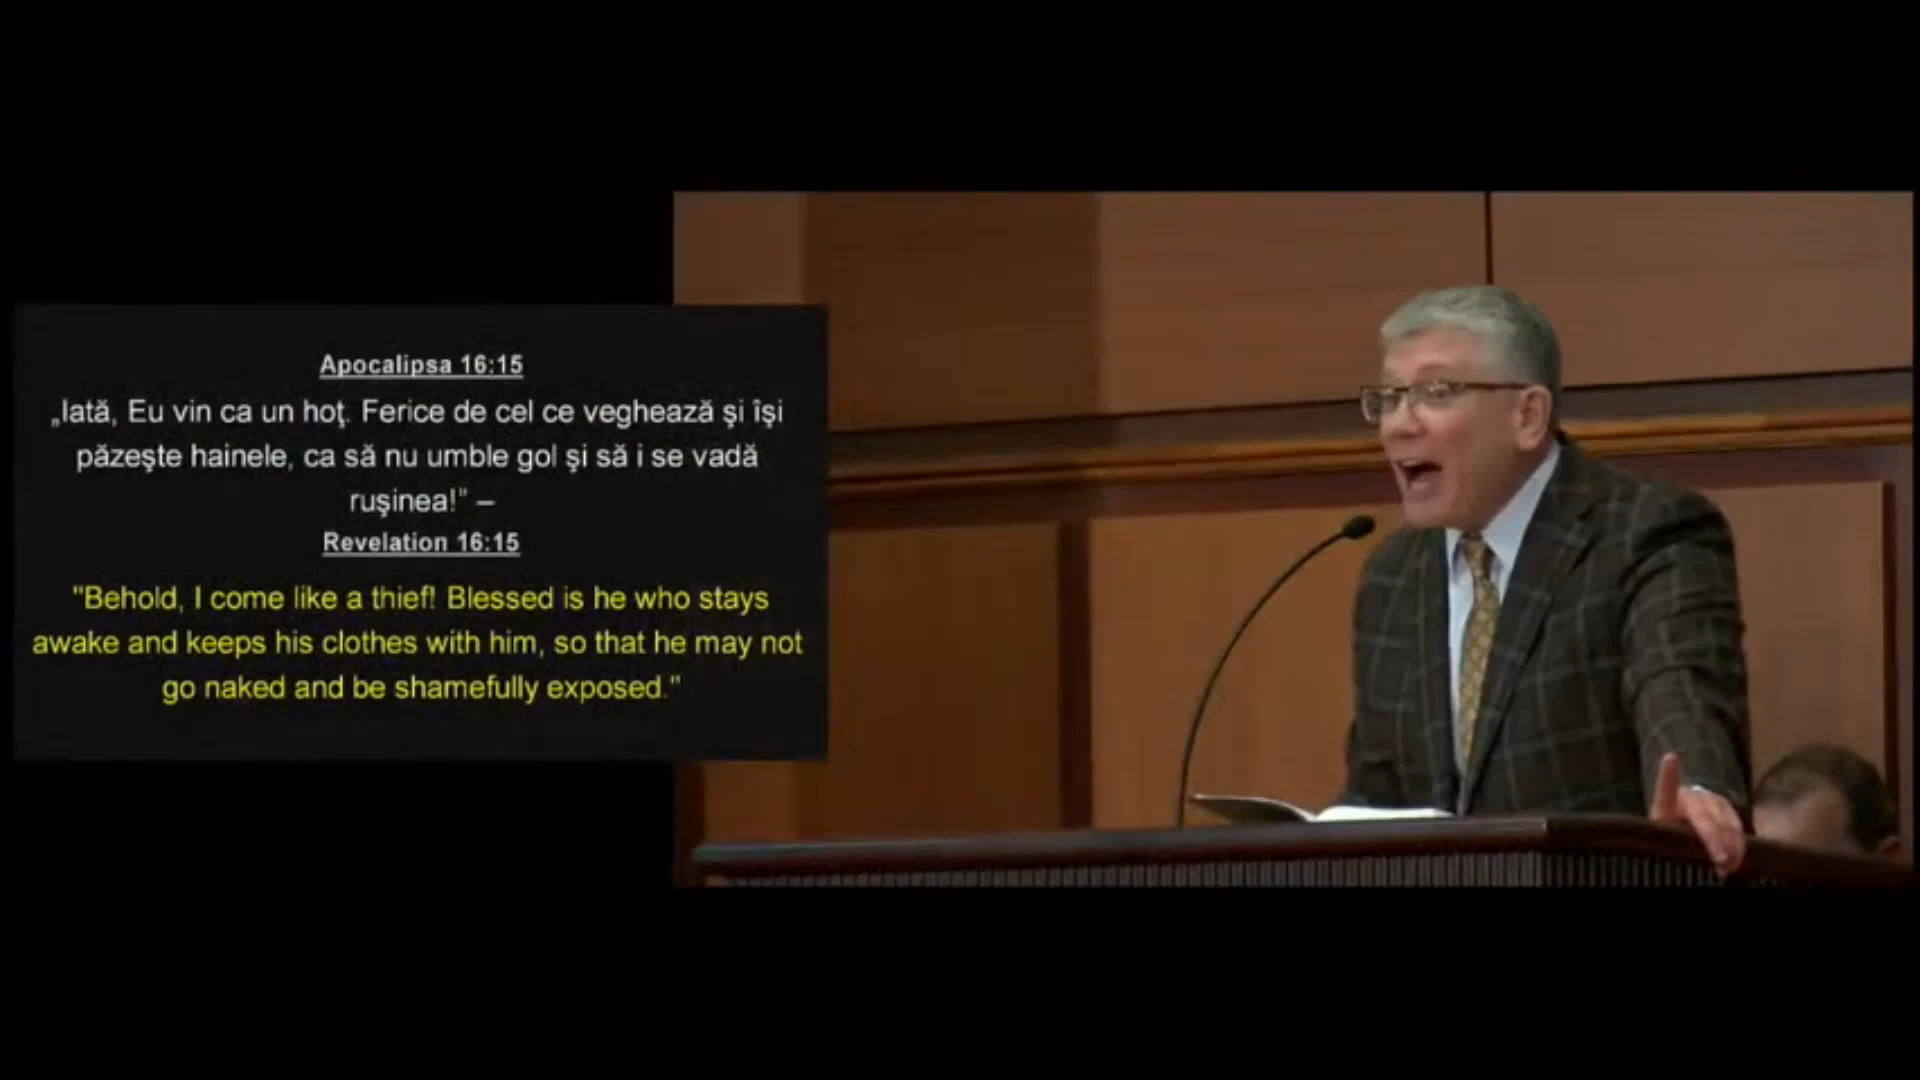 Apocalipsa 16:15
„Iată, Eu vin ca un hoţ. Ferice de cel ce veghează şi îşi
păzeşte hainele, ca să nu umble gol şi să i se vadă
ruşinea!” –
Revelation 16:15
"Behold, I come like a thief! Blessed is he who stays
awake and keeps his clothes with him, so that he may not
go naked and be shamefully exposed."